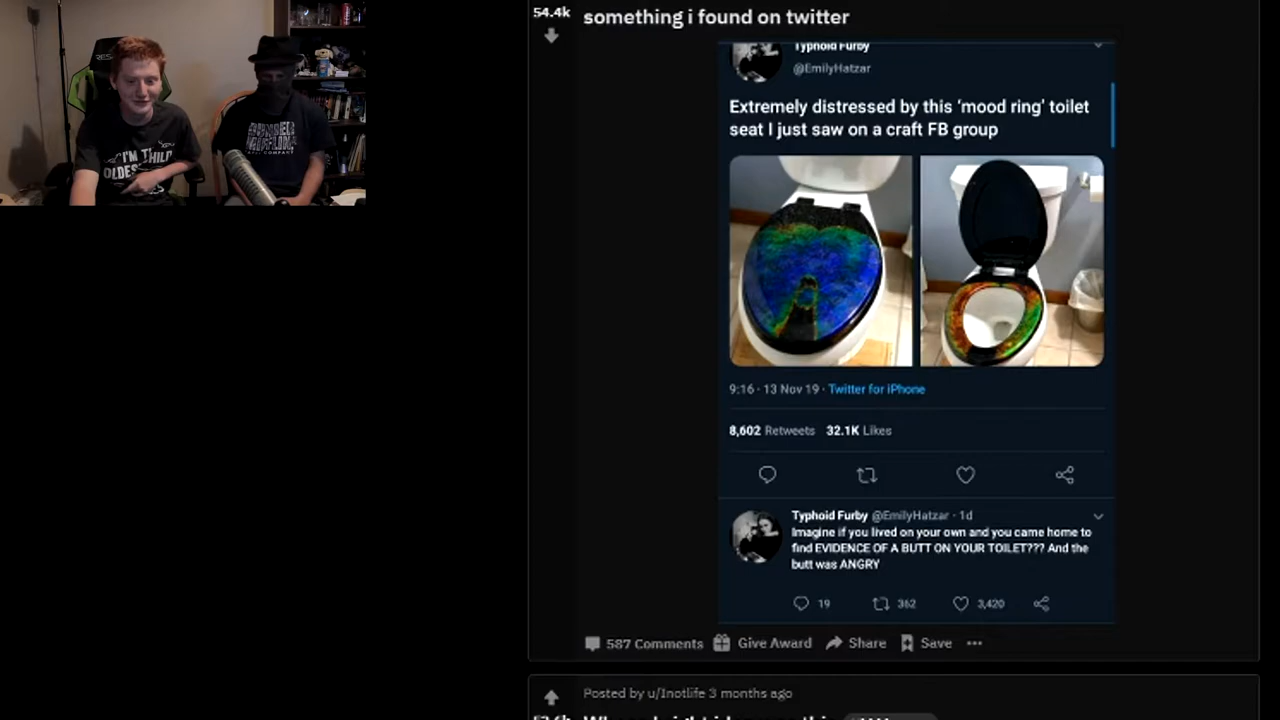 54.4k
something i found on twitter
Typhoid Furby
@EmilyHatzar
Extremely distressed by this 'mood ring' toilet
seat I just saw on a craft FB group
9:16 · 13 Nov 19 · Twitter for iPhone
8,602 Retweets 32.1K Likes
Typhoid Furby @EmilyHatzar · 1d
Imagine if you lived on your own and you came home to
find EVIDENCE OF A BUTT ON YOUR TOILET??? And the
butt was ANGRY
19 362 3,420
587 Comments Give Award Share Save
Posted by u/Inotlife 3 months ago
I'M
OLDES
DUNDER
MIFFLIN